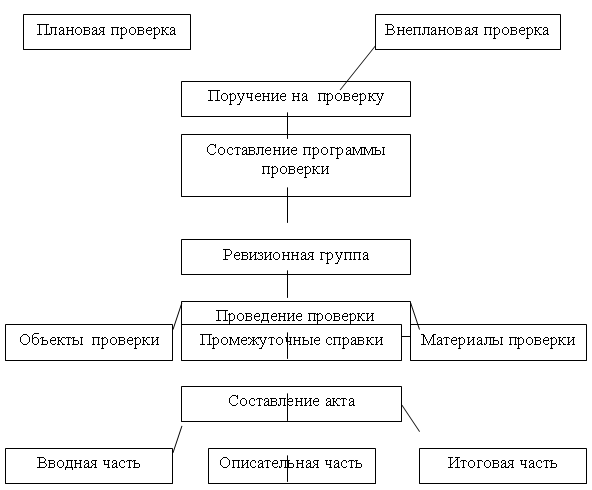 Плановая проверка
Внеплановая проверка
Поручение на проверку
Составление программы
проверки
Ревизионная группа
Проведение проверки
Объекты проверки
Промежуточные справки
Материалы проверки
Составление акта
Вводная часть
Описательная часть
Итоговая часть